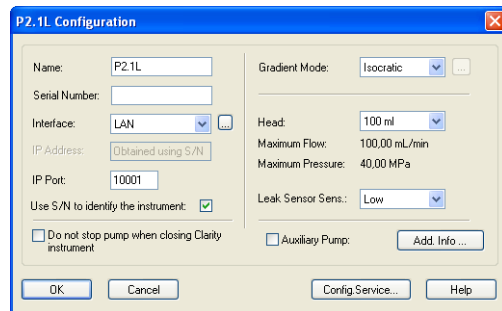 P2.1L Configuration
Name: P2.1L
Serial Number:
Interface: LAN ...
IP Address: Obtained using S/N
IP Port: 10001
Use S/N to identify the instrument:
Do not stop pump when closing Clarity
instrument
Gradient Mode: Isocratic ...
Head: 100 ml
Maximum Flow: 100,00 mL/min
Maximum Pressure: 40,00 MPa
Leak Sensor Sens.: Low
Auxiliary Pump: Add. Info ...
OK Cancel Config.Service... Help